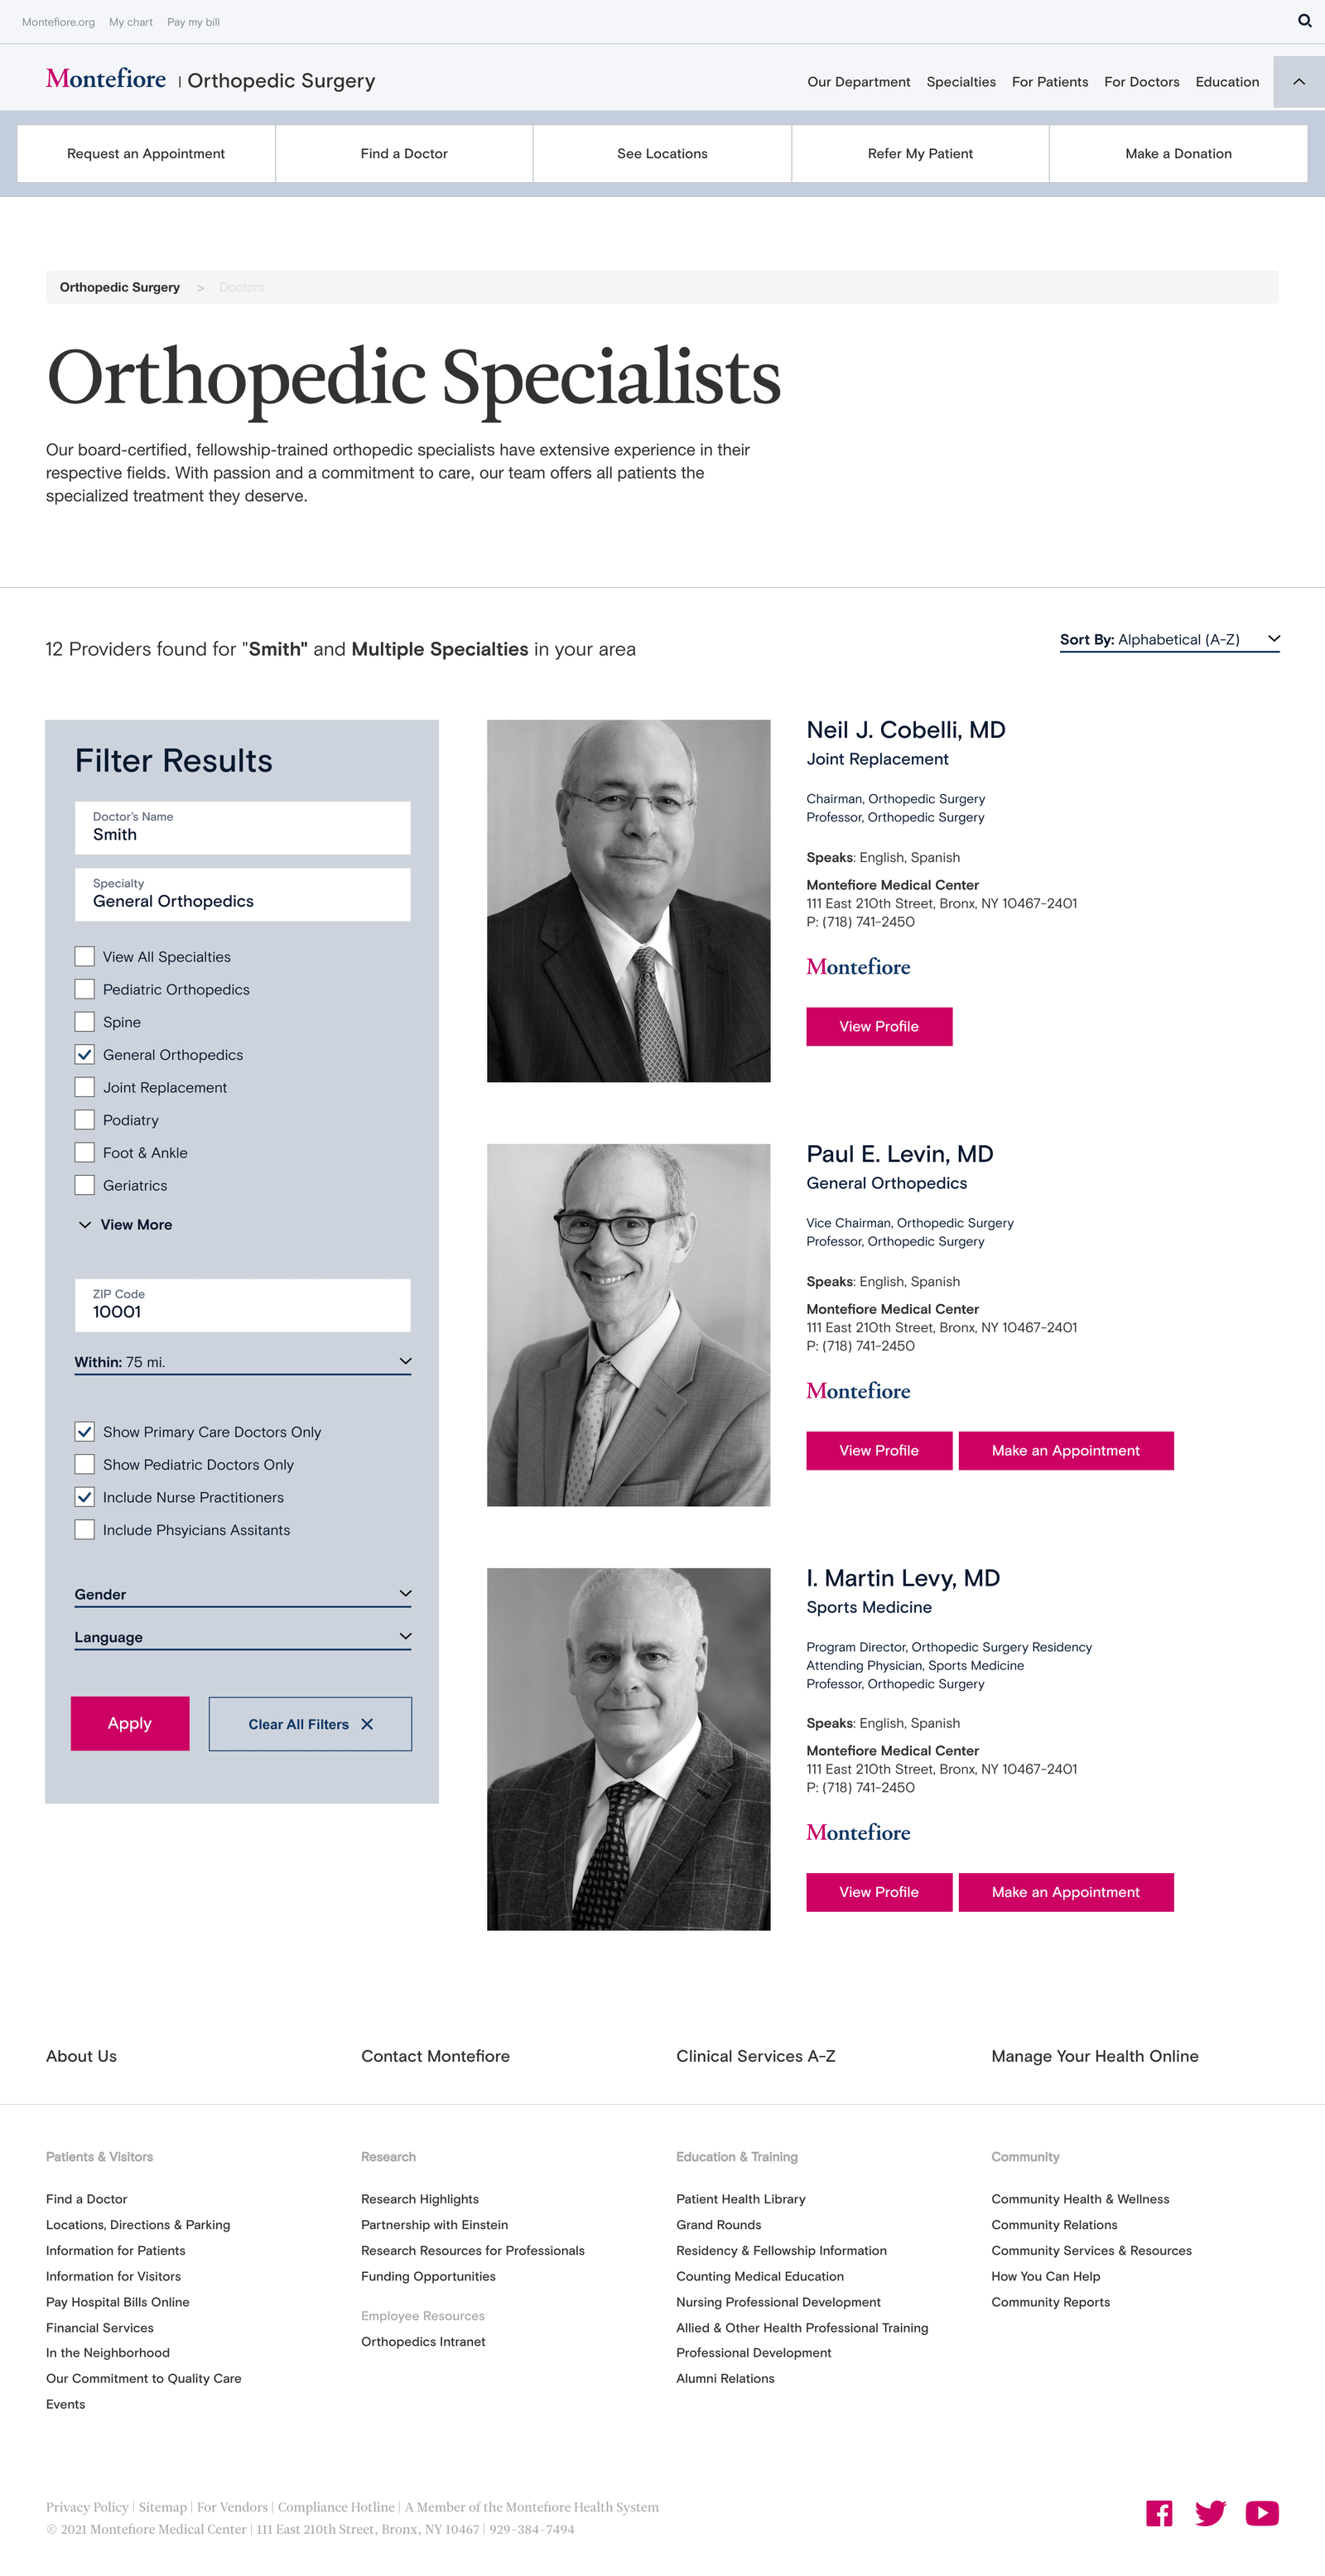 Montefiore.org My chart Pay my bill
Montefiore | Orthopedic Surgery
Our Department Specialties For Patients For Doctors Education
Request an Appointment Find a Doctor See Locations Refer My Patient Make a Donation
Orthopedic Surgery > Doctors
Orthopedic Specialists
Our board-certified, fellowship-trained orthopedic specialists have extensive experience in their
respective fields. With passion and a commitment to care, our team offers all patients the
specialized treatment they deserve.
12 Providers found for "Smith" and Multiple Specialties in your area
Sort By: Alphabetical (A-Z)
Filter Results
Doctor's Name
Smith
Specialty
General Orthopedics
View All Specialties
Pediatric Orthopedics
Spine
General Orthopedics
Joint Replacement
Podiatry
Foot & Ankle
Geriatrics
View More
ZIP Code
10001
Within: 75 mi.
Show Primary Care Doctors Only
Show Pediatric Doctors Only
Include Nurse Practitioners
Include Phsyicians Assitants
Gender
Language
Apply
Clear All Filters
Neil J. Cobelli, MD
Joint Replacement
Chairman, Orthopedic Surgery
Professor, Orthopedic Surgery
Speaks: English, Spanish
Montefiore Medical Center
111 East 210th Street, Bronx, NY 10467-2401
P: (718) 741-2450
Montefiore
View Profile
Paul E. Levin, MD
General Orthopedics
Vice Chairman, Orthopedic Surgery
Professor, Orthopedic Surgery
Speaks: English, Spanish
Montefiore Medical Center
111 East 210th Street, Bronx, NY 10467-2401
P: (718) 741-2450
Montefiore
View Profile Make an Appointment
I. Martin Levy, MD
Sports Medicine
Program Director, Orthopedic Surgery Residency
Attending Physician, Sports Medicine
Professor, Orthopedic Surgery
Speaks: English, Spanish
Montefiore Medical Center
111 East 210th Street, Bronx, NY 10467-2401
P: (718) 741-2450
Montefiore
View Profile Make an Appointment
About Us Contact Montefiore Clinical Services A-Z Manage Your Health Online
Patients & Visitors
Find a Doctor
Locations, Directions & Parking
Information for Patients
Information for Visitors
Pay Hospital Bills Online
Financial Services
In the Neighborhood
Our Commitment to Quality Care
Events
Research
Research Highlights
Partnership with Einstein
Research Resources for Professionals
Funding Opportunities
Employee Resources
Orthopedics Intranet
Education & Training
Patient Health Library
Grand Rounds
Residency & Fellowship Information
Counting Medical Education
Nursing Professional Development
Allied & Other Health Professional Training
Professional Development
Alumni Relations
Community
Community Health & Wellness
Community Relations
Community Services & Resources
How You Can Help
Community Reports
Privacy Policy | Sitemap | For Vendors | Compliance Hotline | A Member of the Montefiore Health System
© 2021 Montefiore Medical Center | 111 East 210th Street, Bronx, NY 10467 | 929-384-7494